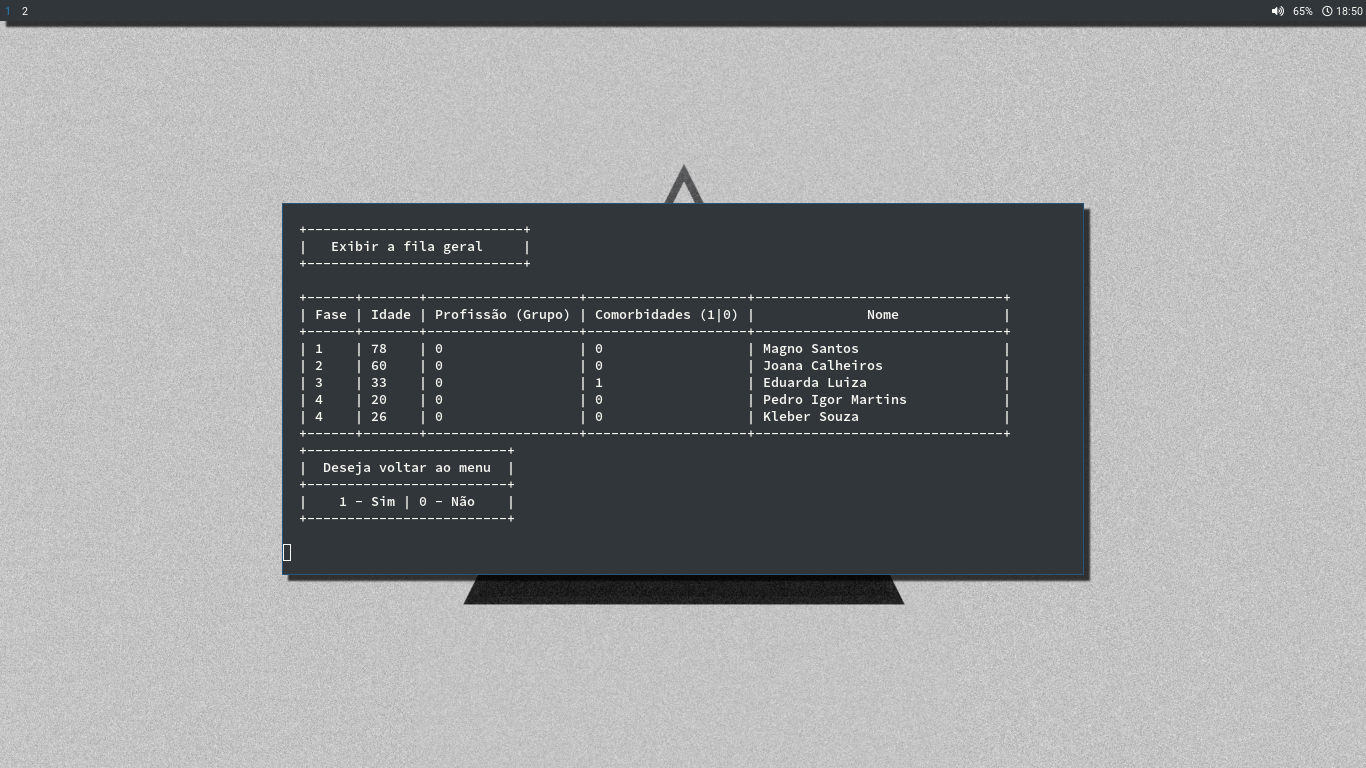 1 2 65% 18:50
+---------------------------+
| Exibir a fila geral |
+---------------------------+
+------+-------+-------------------+--------------------+-------------------------------+
| Fase | Idade | Profissão (Grupo) | Comorbidades (1|0) | Nome |
+------+-------+-------------------+--------------------+-------------------------------+
| 1 | 78 | 0 | 0 | Magno Santos |
| 2 | 60 | 0 | 0 | Joana Calheiros |
| 3 | 33 | 0 | 1 | Eduarda Luiza |
| 4 | 20 | 0 | 0 | Pedro Igor Martins |
| 4 | 26 | 0 | 0 | Kleber Souza |
+------+-------+-------------------+--------------------+-------------------------------+
+-------------------------+
| Deseja voltar ao menu |
+-------------------------+
| 1 - Sim | 0 - Não |
+-------------------------+